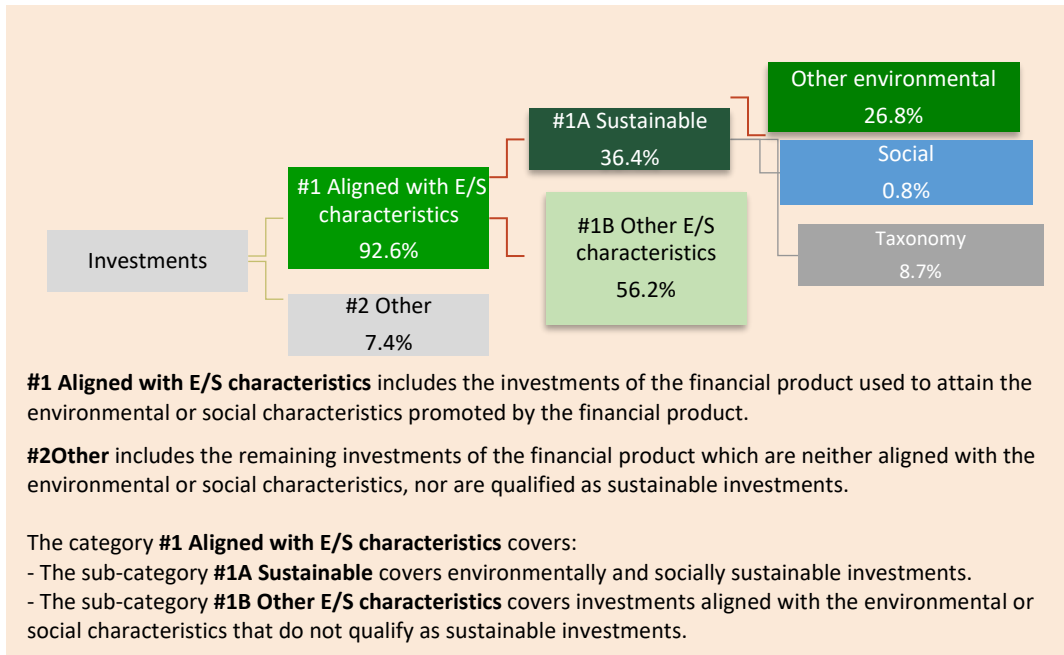 Other environmental
26.8%
#1A Sustainable
36.4%
Social
0.8%
#1 Aligned with E/S
characteristics
92.6%
#1B Other E/S
characteristics
56.2%
Taxonomy
8.7%
Investments
#2 Other
7.4%
#1 Aligned with E/S characteristics includes the investments of the financial product used to attain the
environmental or social characteristics promoted by the financial product.
#2Other includes the remaining investments of the financial product which are neither aligned with the
environmental or social characteristics, nor are qualified as sustainable investments.
The category #1 Aligned with E/S characteristics covers:
- The sub-category #1A Sustainable covers environmentally and socially sustainable investments.
- The sub-category #1B Other E/S characteristics covers investments aligned with the environmental or
social characteristics that do not qualify as sustainable investments.